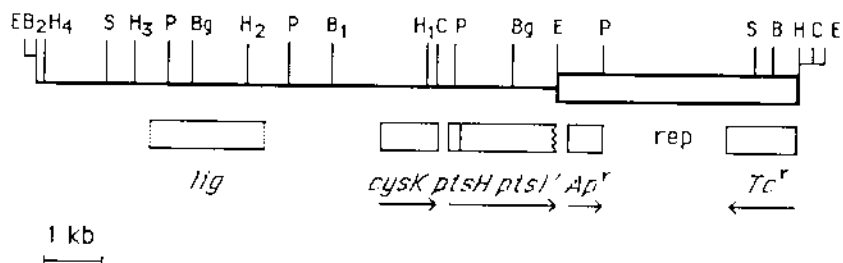 E B₂ H₄ S H₃ P Bg H₂ P B₁ H₁ C P Bg E P S B H C E
lig cysK ptsH ptsI' Apʳ rep Tcʳ
1 kb